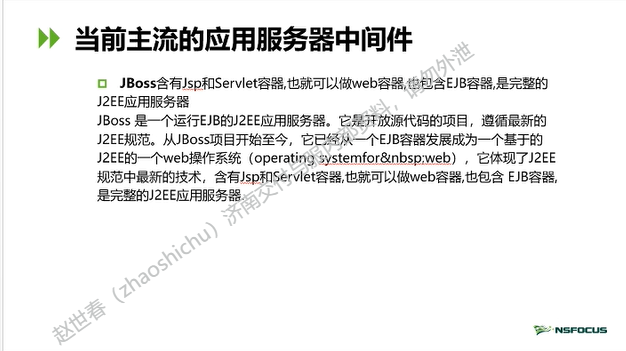 当前主流的应用服务器中间件
JBoss含有Jsp和Servlet容器,也就可以做web容器,也包含EJB容器,是完整的
J2EE应用服务器
JBoss 是一个运行EJB的J2EE应用服务器。它是开放源代码的项目，遵循最新的
J2EE规范。从JBoss项目开始至今，它已经从一个EJB容器发展成为一个基于的
J2EE的一个web操作系统（operating systemfor&nbsp;web），它体现了J2EE
规范中最新的技术，含有Jsp和Servlet容器,也就可以做web容器,也包含 EJB容器,
是完整的J2EE应用服务器.
赵世春（zhaoshichu）济南交付与服内部资料，请勿外泄
NSFOCUS